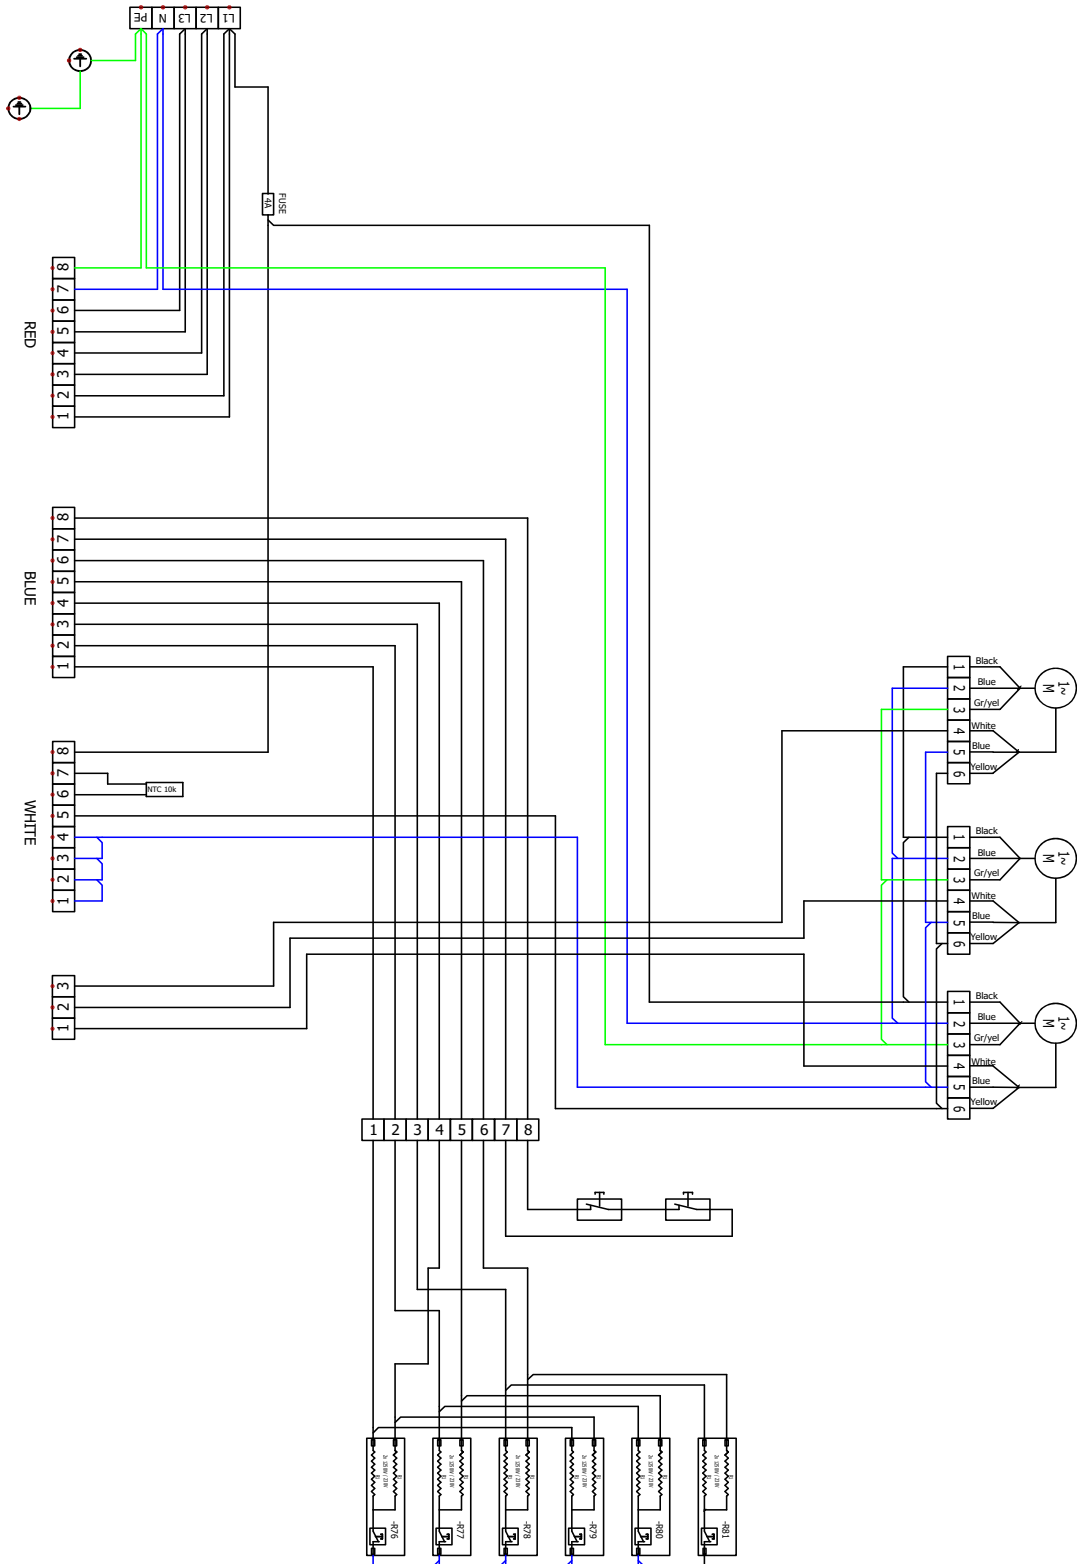 PE N L3 L2 L1
FUSE
4A
8
7
6
5
4
3
2
1
RED
8
7
6
5
4
3
2
1
BLUE
8
7
6
5
4
3
2
1
WHITE
NTC 10k
3
2
1
1 Black
2 Blue
3 Gr/yel
4 White
5 Blue
6 Yellow
1~
M
1 Black
2 Blue
3 Gr/yel
4 White
5 Blue
6 Yellow
1~
M
1 Black
2 Blue
3 Gr/yel
4 White
5 Blue
6 Yellow
1~
M
1 2 3 4 5 6 7 8
-R76
-R77
-R78
-R79
-R80
-R81